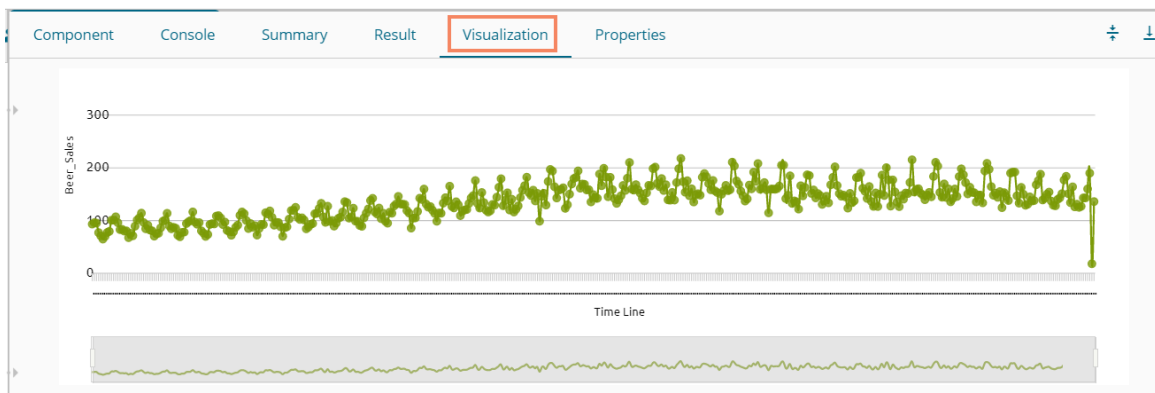 Component Console Summary Result Visualization Properties
300
Beer_Sales
200
100
0
Time Line